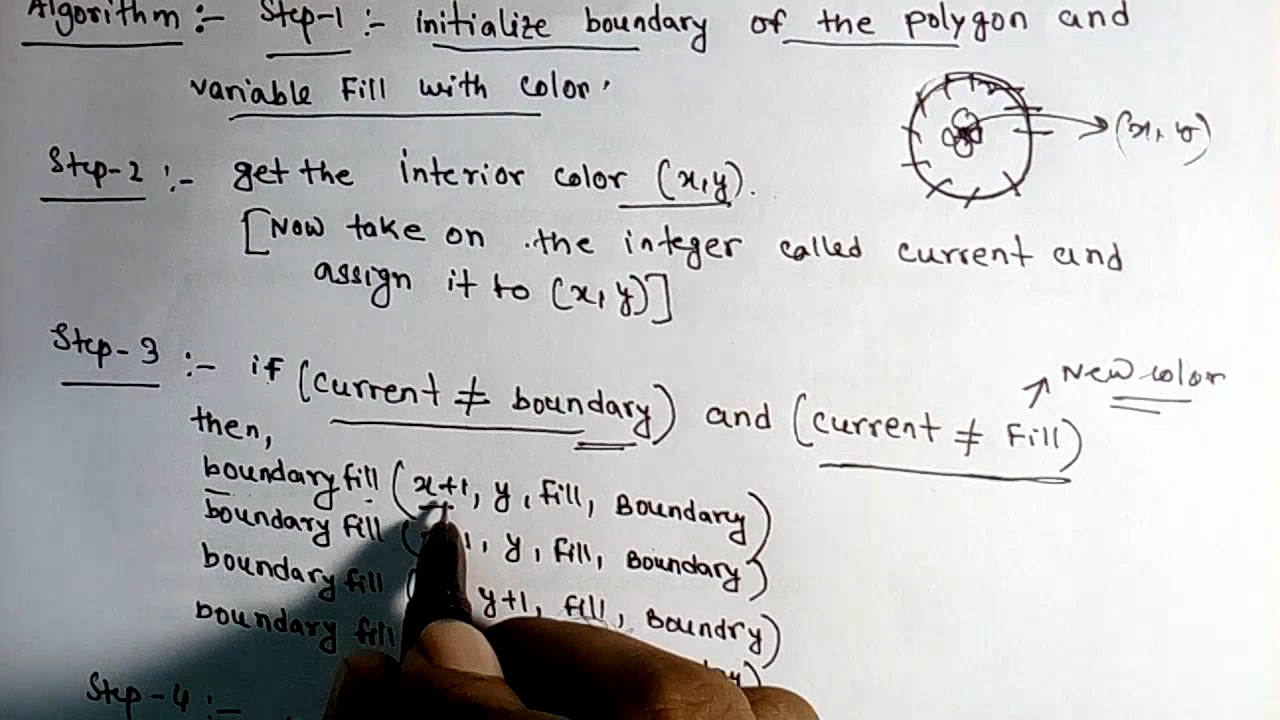 Algorithm :- Step-1 :- initialize boundary of the polygon and
variable Fill with color.
(x, y)
Step-2 :- get the interior color (x,y).
[Now take on the integer called current and
assign it to (x, y)]
Step-3 :- if (current ≠ boundary) and (current ≠ Fill)
New color
then,
boundary fill (x+1, y, Fill, Boundary)
boundary fill ( 1, y, Fill, Boundary)
boundary fill ( y+1, fill, Boundry)
boundary fill
Step-4 :-